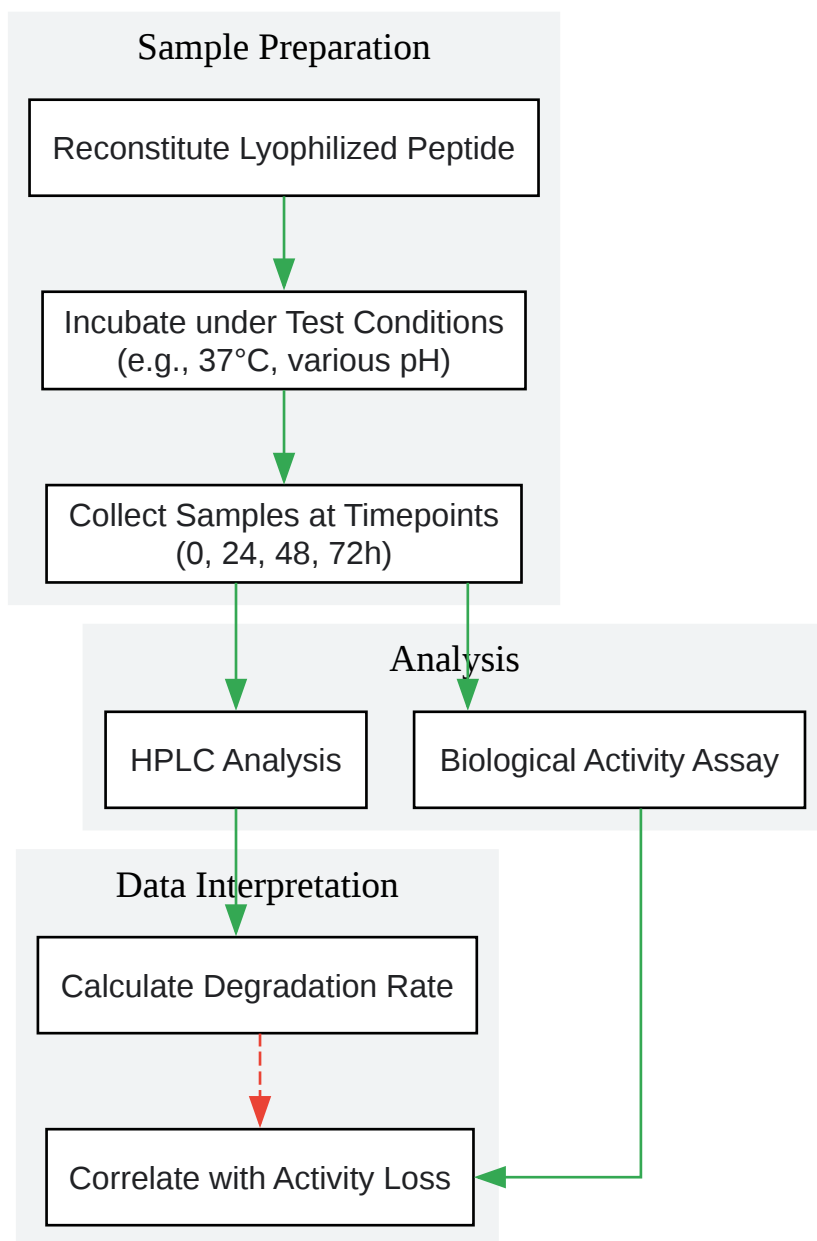 Sample Preparation
Reconstitute Lyophilized Peptide
Incubate under Test Conditions
(e.g., 37°C, various pH)
Collect Samples at Timepoints
(0, 24, 48, 72h)
Analysis
HPLC Analysis
Biological Activity Assay
Data Interpretation
Calculate Degradation Rate
Correlate with Activity Loss